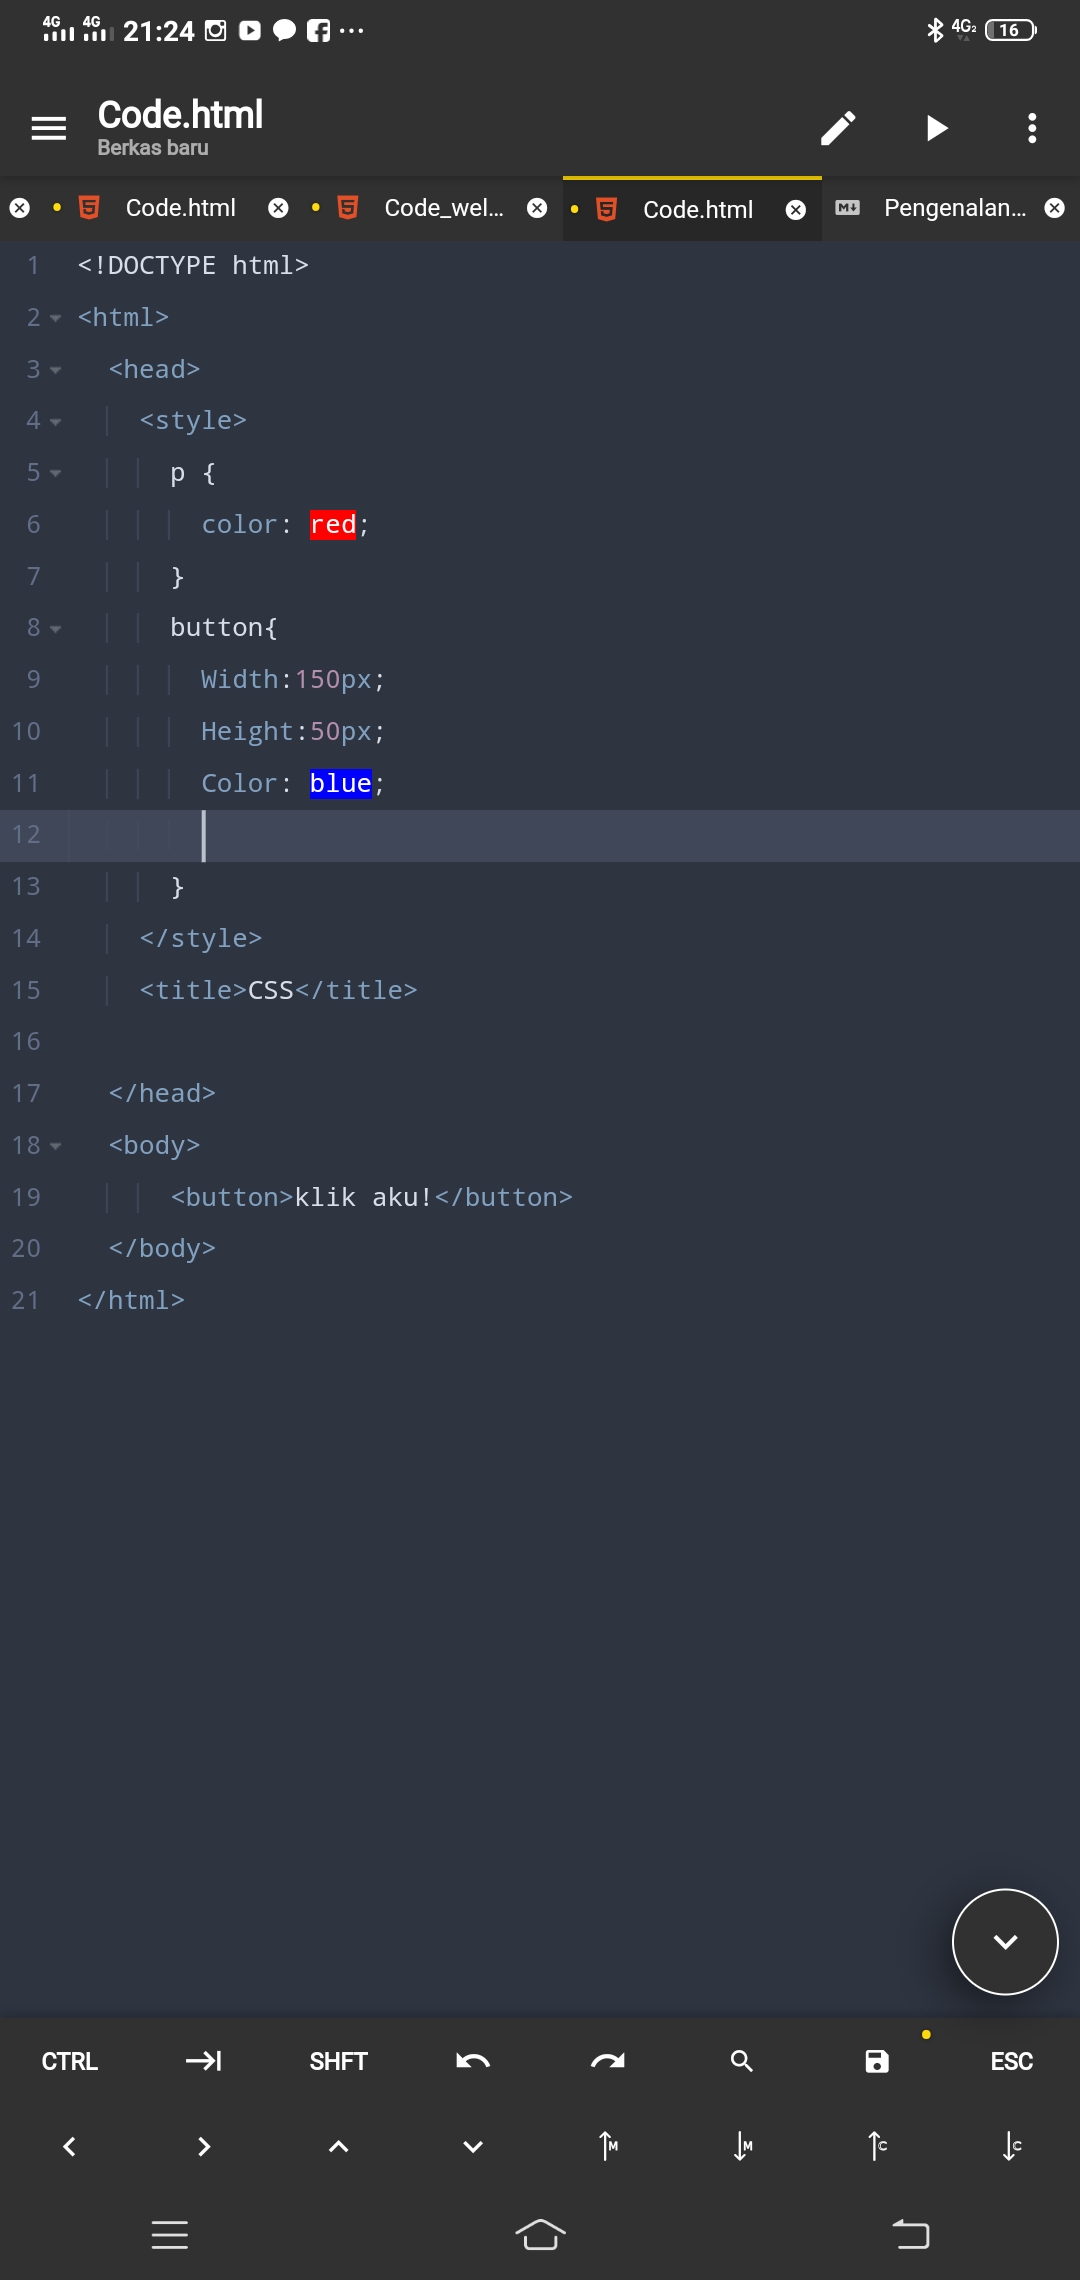 4G 4G 21:24 4G2 16
Code.html
Berkas baru
Code.html Code_wel... Code.html M Pengenalan...
1 <!DOCTYPE html>
2 <html>
3 <head>
4 <style>
5 p {
6 color: red;
7 }
8 button{
9 Width:150px;
10 Height:50px;
11 Color: blue;
12
13 }
14 </style>
15 <title>CSS</title>
16
17 </head>
18 <body>
19 <button>klik aku!</button>
20 </body>
21 </html>
CTRL SHFT ESC
M M C C